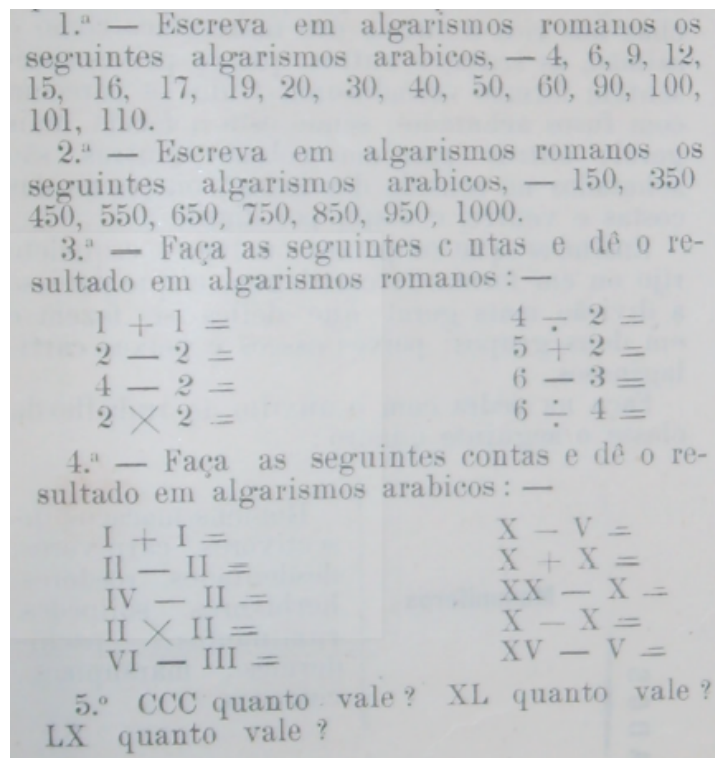 1.ª — Escreva em algarismos romanos os
seguintes algarismos arabicos, — 4, 6, 9, 12,
15, 16, 17, 19, 20, 30, 40, 50, 60, 90, 100,
101, 110.
2.ª — Escreva em algarismos romanos os
seguintes algarismos arabicos, — 150, 350
450, 550, 650, 750, 850, 950, 1000.
3.ª — Faça as seguintes c ntas e dê o re-
sultado em algarismos romanos : —
1 + 1 =
2 — 2 =
4 — 2 =
2 × 2 =
4 ÷ 2 =
5 + 2 =
6 — 3 =
6 ÷ 4 =
4.ª — Faça as seguintes contas e dê o re-
sultado em algarismos arabicos : —
I + I =
II — II =
IV — II =
II × II =
VI — III =
X — V =
X + X =
XX — X =
X — X =
XV — V =
5.º CCC quanto vale ? XL quanto vale ?
LX quanto vale ?